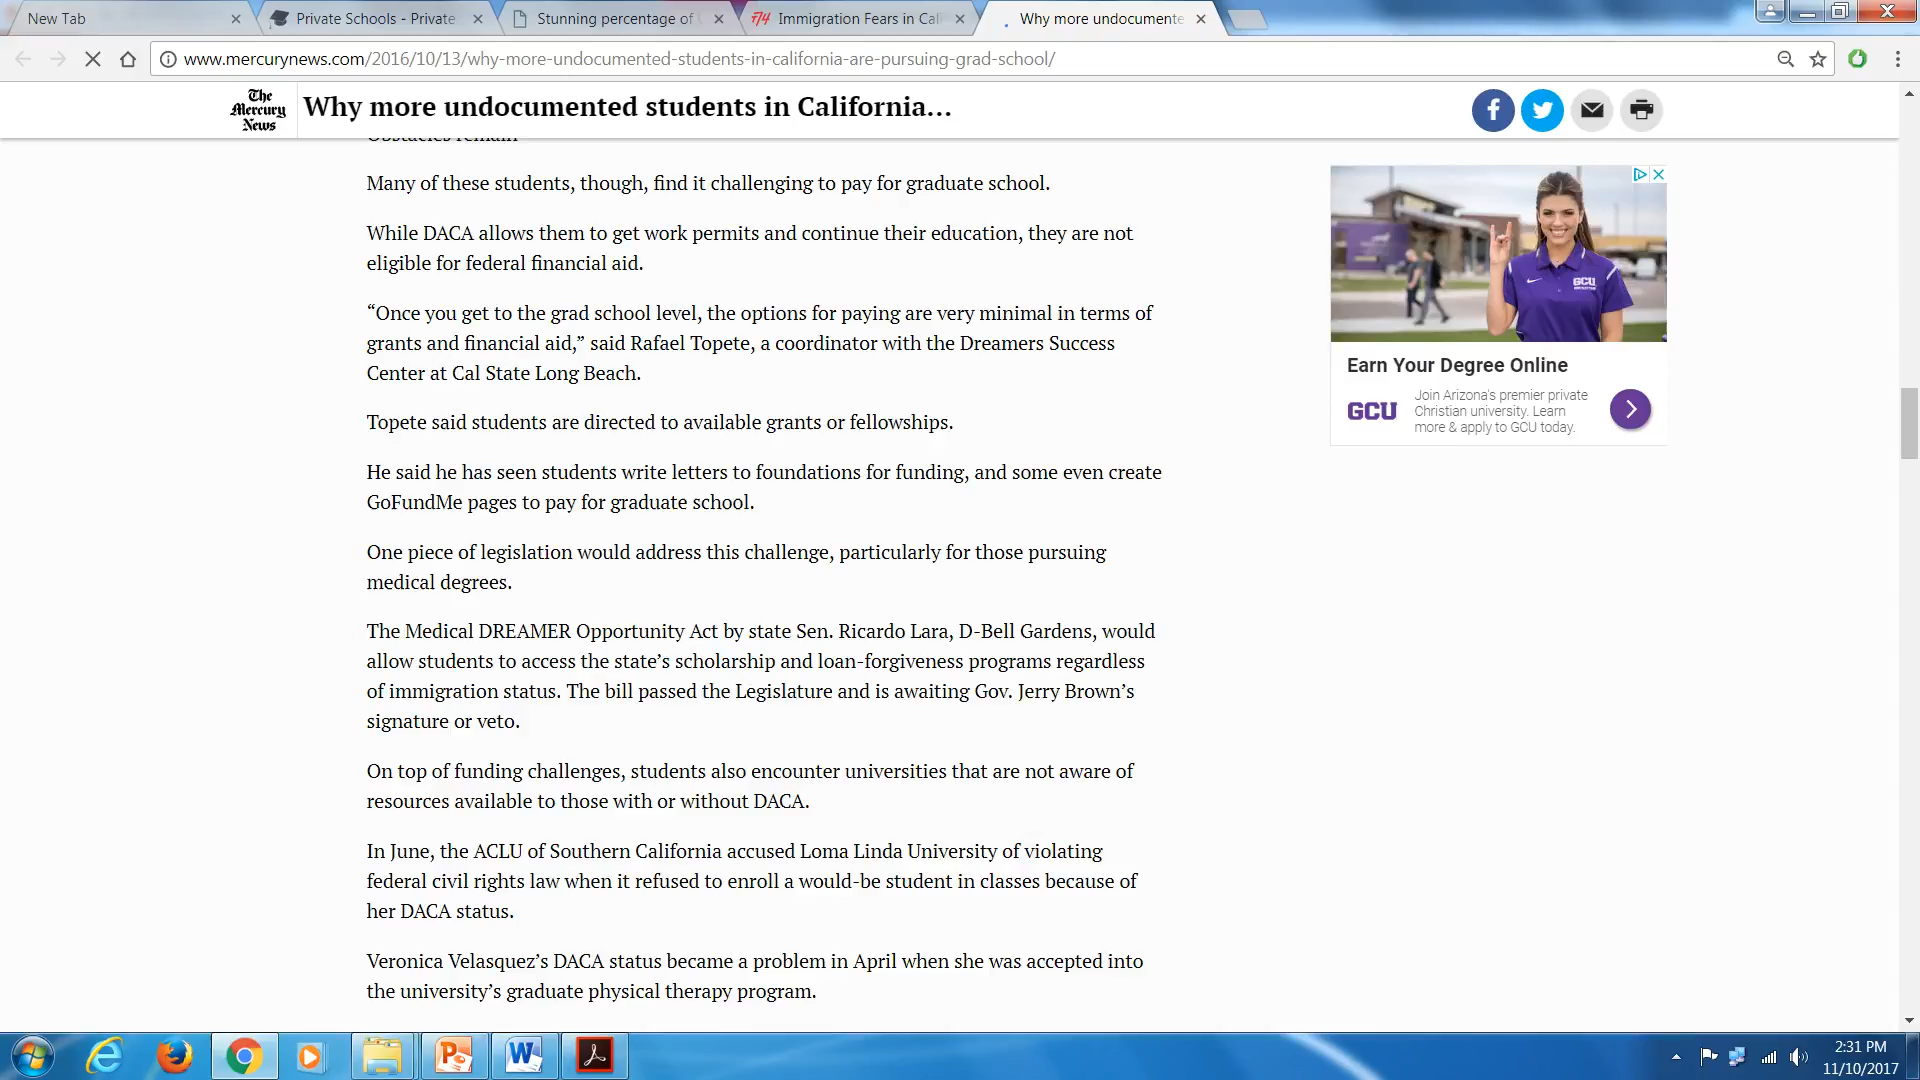 New Tab
Private Schools - Private
Stunning percentage of
Immigration Fears in Cal
Why more undocumente
www.mercurynews.com/2016/10/13/why-more-undocumented-students-in-california-are-pursuing-grad-school/
The
Mercury
News
Why more undocumented students in California...
Obstacles remain
Many of these students, though, find it challenging to pay for graduate school.
While DACA allows them to get work permits and continue their education, they are not
eligible for federal financial aid.
“Once you get to the grad school level, the options for paying are very minimal in terms of
grants and financial aid,” said Rafael Topete, a coordinator with the Dreamers Success
Center at Cal State Long Beach.
Topete said students are directed to available grants or fellowships.
He said he has seen students write letters to foundations for funding, and some even create
GoFundMe pages to pay for graduate school.
One piece of legislation would address this challenge, particularly for those pursuing
medical degrees.
The Medical DREAMER Opportunity Act by state Sen. Ricardo Lara, D-Bell Gardens, would
allow students to access the state’s scholarship and loan-forgiveness programs regardless
of immigration status. The bill passed the Legislature and is awaiting Gov. Jerry Brown’s
signature or veto.
On top of funding challenges, students also encounter universities that are not aware of
resources available to those with or without DACA.
In June, the ACLU of Southern California accused Loma Linda University of violating
federal civil rights law when it refused to enroll a would-be student in classes because of
her DACA status.
Veronica Velasquez’s DACA status became a problem in April when she was accepted into
the university’s graduate physical therapy program.
GCU
Earn Your Degree Online
GCU
Join Arizona's premier private
Christian university. Learn
more & apply to GCU today.
2:31 PM
11/10/2017